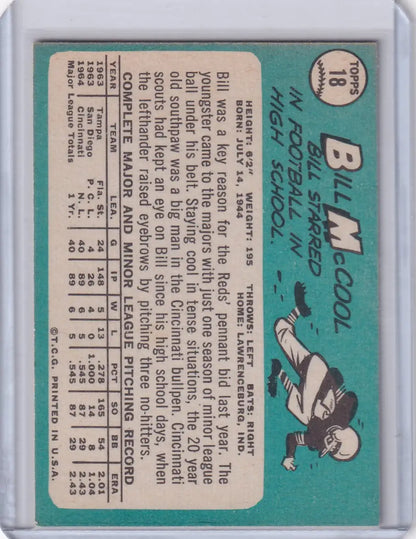 TOPPS
18
BILL McCOOL
BILL STARRED
IN FOOTBALL IN
HIGH SCHOOL.
HEIGHT: 6'2" WEIGHT: 195 THROWS: LEFT BATS: RIGHT
BORN: JULY 14, 1944 HOME: LAWRENCEBURG, IND.
Bill was a key reason for the Reds' pennant bid last year. The
youngster came to the majors with just one season of minor league
ball under his belt. Staying cool in tense situations, the 20 year
old southpaw was a big man in the Cincinnati bullpen. Cincinnati
scouts had kept an eye on Bill since his high school days, when
the lefthander raised eyebrows by pitching three no-hitters.
COMPLETE MAJOR AND MINOR LEAGUE PITCHING RECORD
YEAR TEAM LEA. G IP W L PCT SO BB ERA
1963 Tampa Fla. St. 24 148 5 13 .278 165 54 2.01
1963 San Diego P. C. L. 4 26 4 0 1.000 14 8 1.04
1964 Cincinnati N. L. 40 89 6 5 .545 87 29 2.43
Major League Totals 1 Yr. 40 89 6 5 .545 87 29 2.43
© T.C.G. PRINTED IN U.S.A.